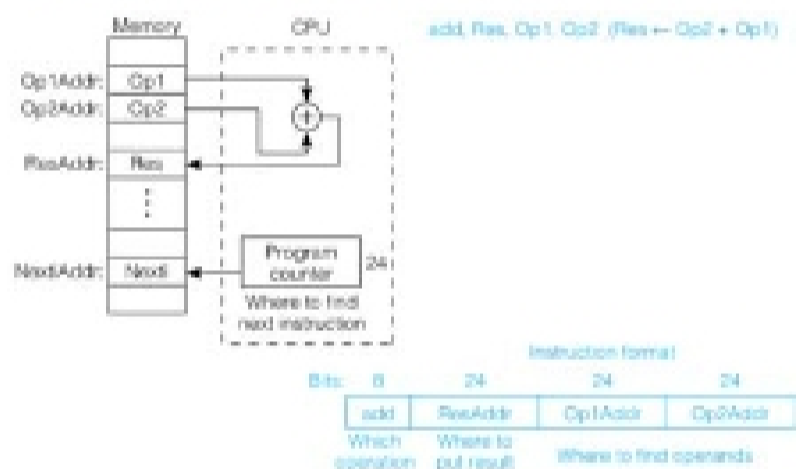 Memory
CPU
add, Res, Op1, Op2 (Res ← Op2 + Op1)
Op1Addr:
Op1
Op2Addr:
Op2
+
ResAddr:
Res
NextiAddr:
Nexti
Program
counter
24
Where to find
next instruction
Instruction format
Bits: 8 24 24 24
add ResAddr Op1Addr Op2Addr
Which
operation
Where to
put result
Where to find operands